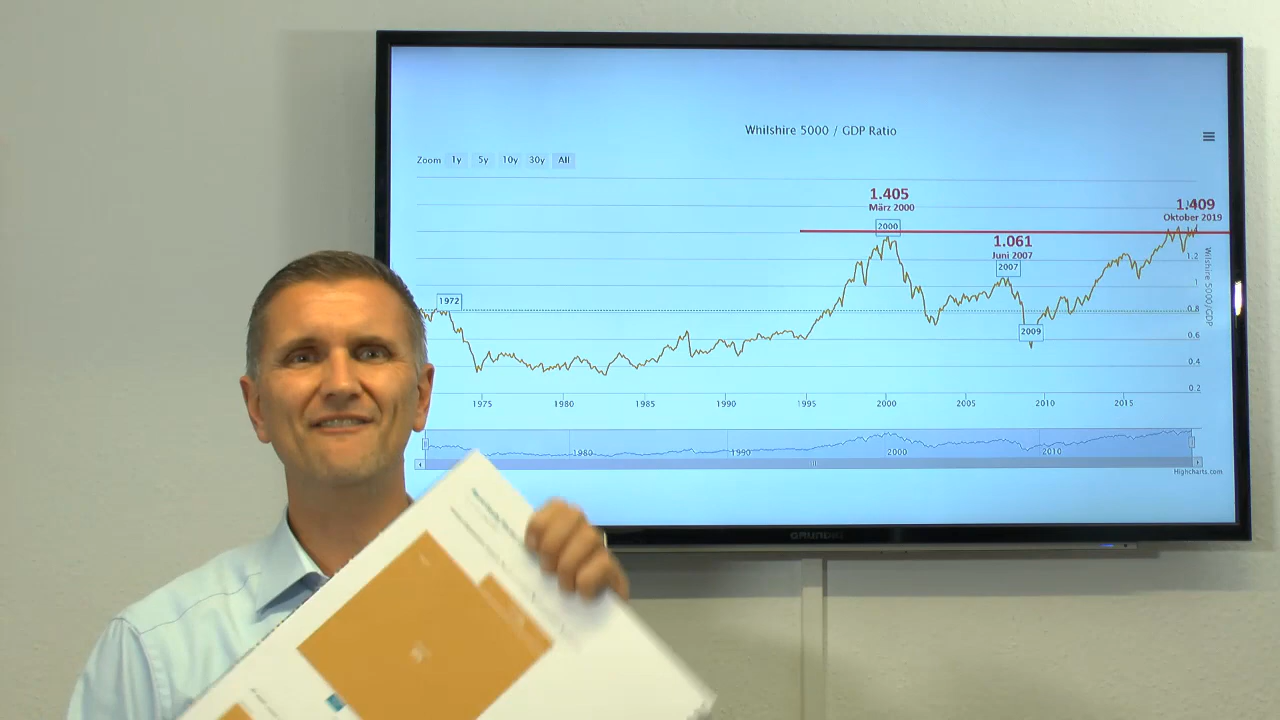 Whilshire 5000 / GDP Ratio
Zoom 1y 5y 10y 30y All
1.405
März 2000
1.409
Oktober 2019
2000
1.061
Juni 2007
2007
1972
2009
1.2
1
0.8
0.6
0.4
0.2
Wilshire 5000/GDP
1975 1980 1985 1990 1995 2000 2005 2010 2015
1980 1990 2000 2010
Highcharts.com
GRUNDIG